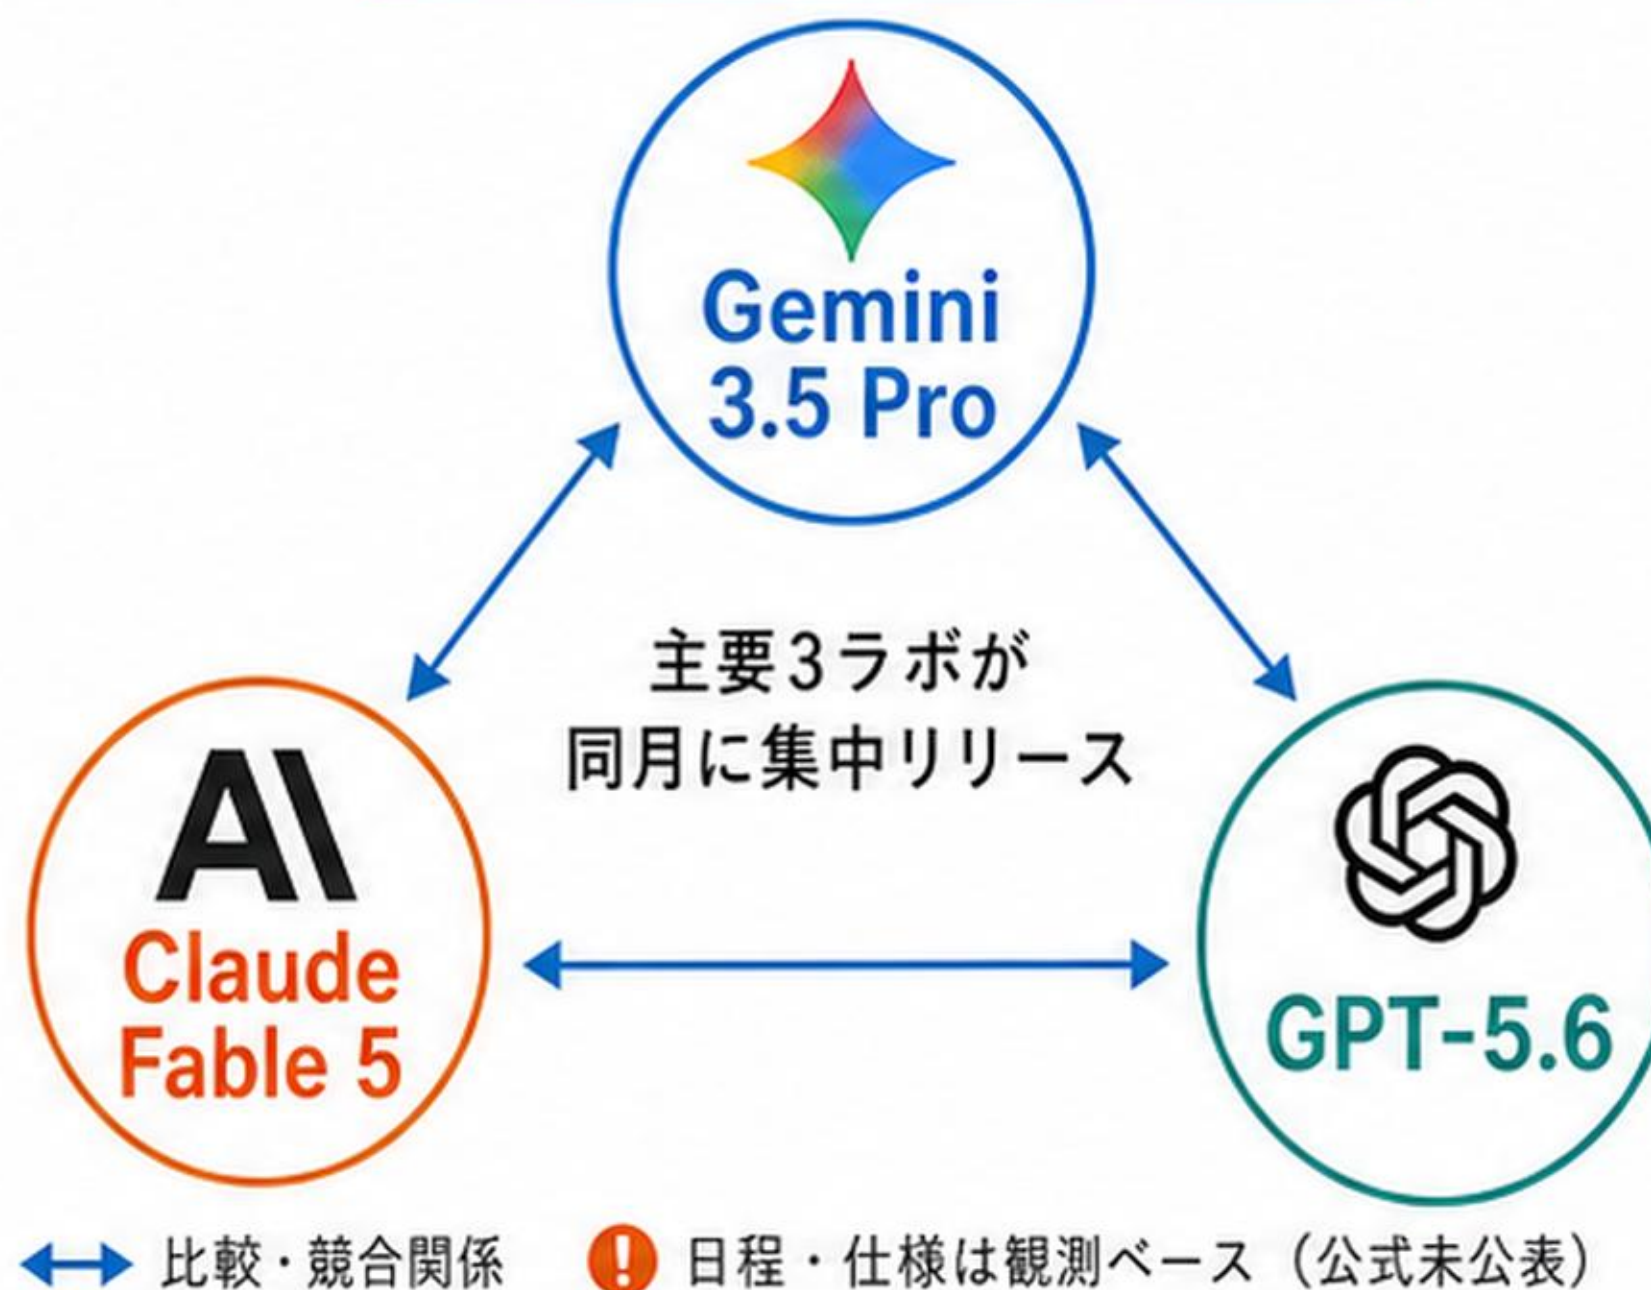 Gemini
3.5 Pro
主要3ラボが
同月に集中リリース
AI
Claude
Fable 5
GPT-5.6
比較・競合関係
! 日程・仕様は観測ベース（公式未公表）